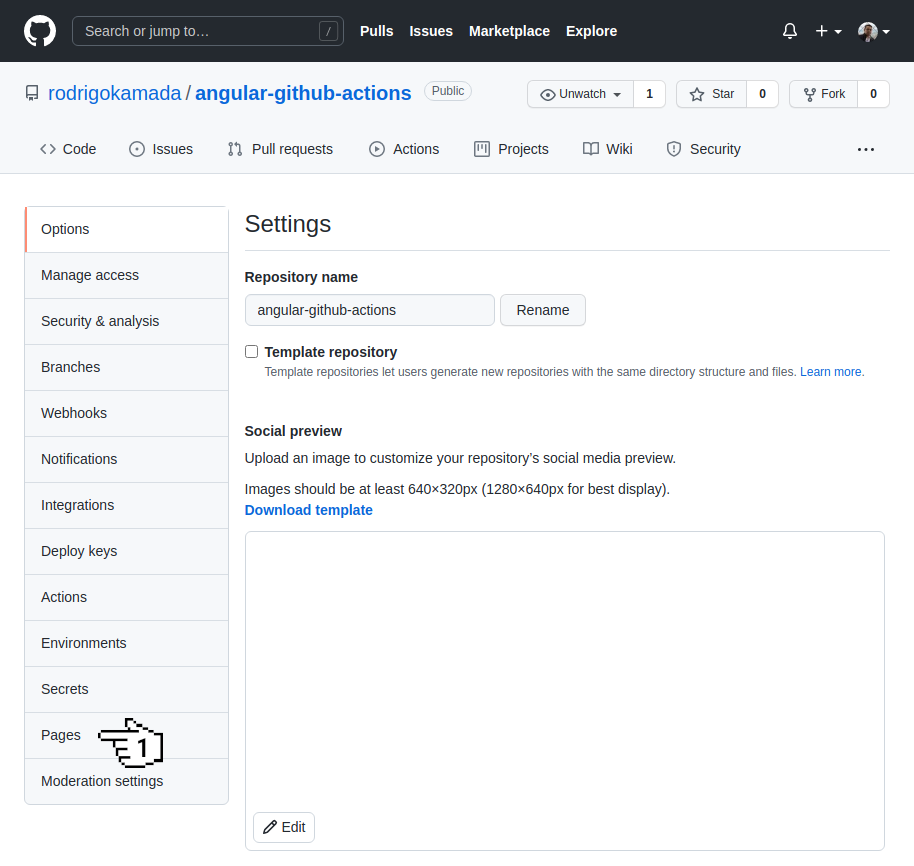 Search or jump to… /
Pulls Issues Marketplace Explore
rodrigokamada / angular-github-actions Public
Unwatch 1 Star 0 Fork 0
Code Issues Pull requests Actions Projects Wiki Security
Options
Manage access
Security & analysis
Branches
Webhooks
Notifications
Integrations
Deploy keys
Actions
Environments
Secrets
Pages 1
Moderation settings
Settings
Repository name
angular-github-actions Rename
Template repository
Template repositories let users generate new repositories with the same directory structure and files. Learn more.
Social preview
Upload an image to customize your repository’s social media preview.
Images should be at least 640×320px (1280×640px for best display).
Download template
Edit